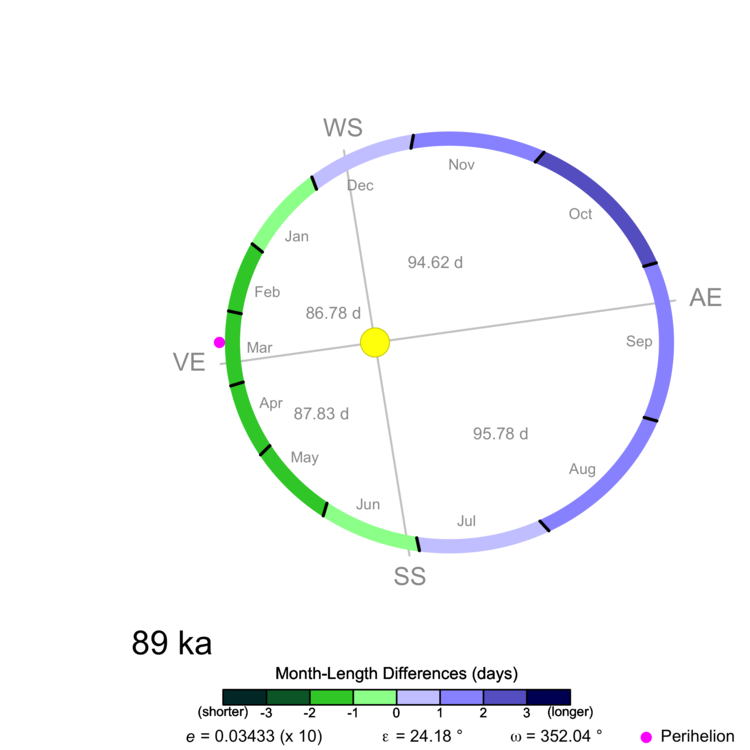 WS
Nov
Dec
Oct
Jan
94.62 d
Feb
AE
86.78 d
Sep
Mar
VE
Apr
87.83 d
95.78 d
May
Aug
Jun
Jul
SS
89 ka
Month-Length Differences (days)
(shorter) -3 -2 -1 0 1 2 3 (longer)
e = 0.03433 (x 10) ε = 24.18 ° ω = 352.04 ° Perihelion